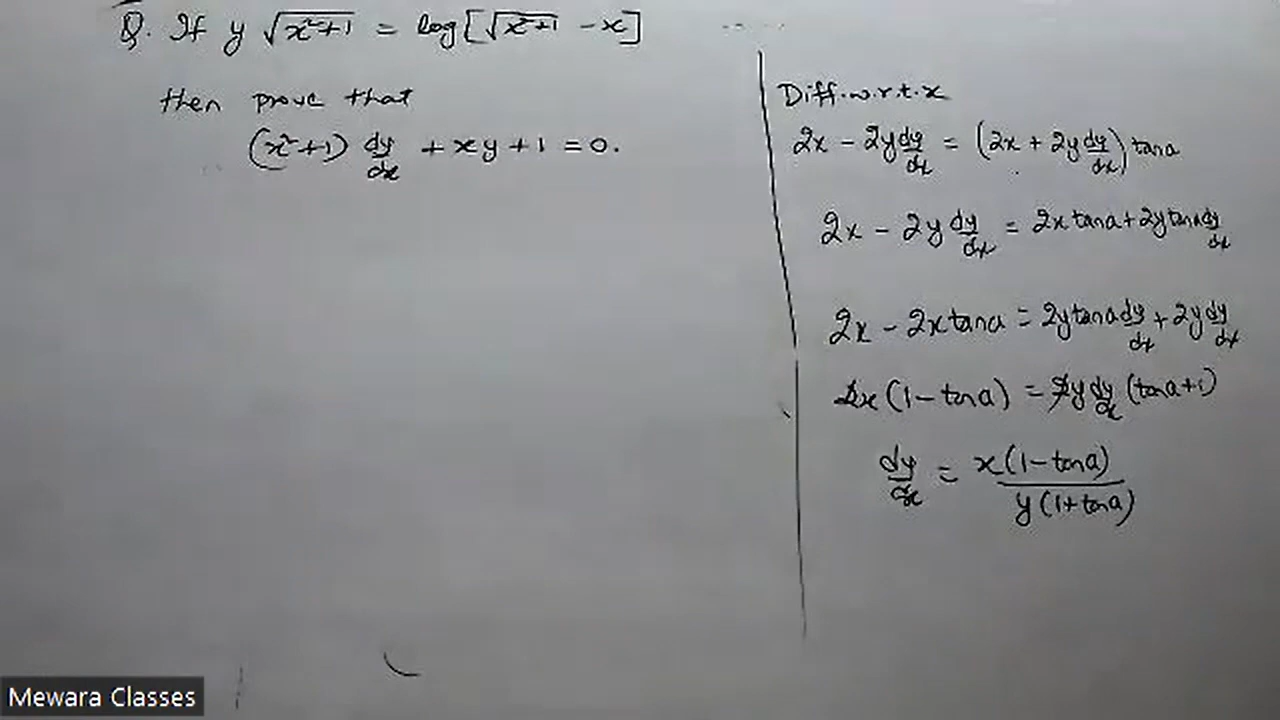 Q. If y √(x²+1) = log[√(x²+1) - x]
then prove that
(x²+1) dy/dx + xy + 1 = 0.
Diff. w.r.t. x
2x - 2y dy/dx = (2x + 2y dy/dx) tan a
2x - 2y dy/dx = 2x tan a + 2y tan a dy/dx
2x - 2x tan a = 2y tan a dy/dx + 2y dy/dx
2x (1 - tan a) = 2y dy/dx (tan a + 1)
dy/dx = x(1 - tan a) / y(1 + tan a)
Mewara Classes